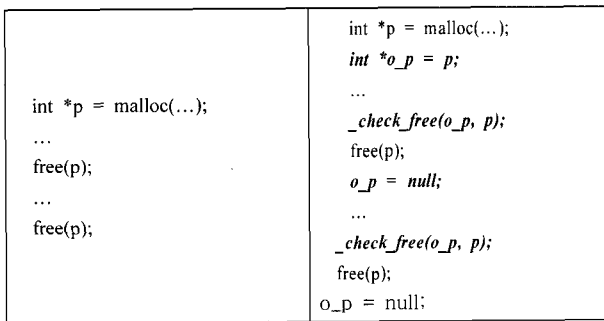 int *p = malloc(...);
...
free(p);
...
free(p);
int *p = malloc(...);
int *o_p = p;
...
_check_free(o_p, p);
free(p);
o_p = null;
...
_check_free(o_p, p);
free(p);
o_p = null;